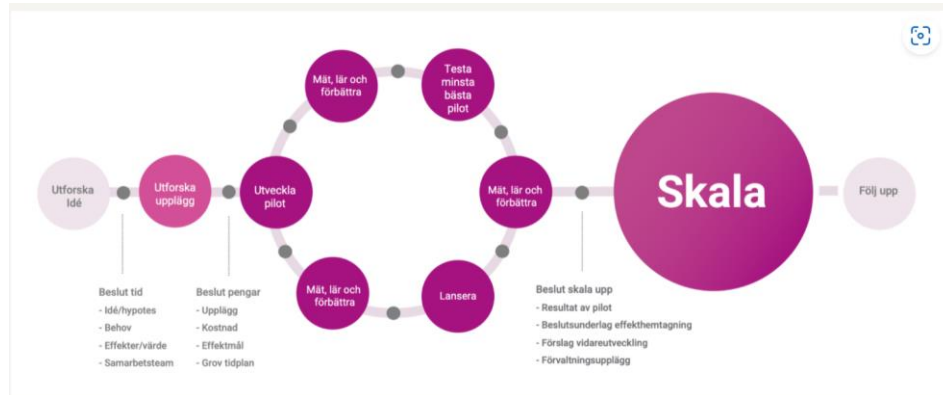 Utforska
Idé
Utforska
upplägg
Utveckla
pilot
Mät, lär och
förbättra
Testa
minsta
bästa
pilot
Mät, lär och
förbättra
Lansera
Mät, lär och
förbättra
Skala
Följ upp
Beslut tid
- Idé/hypotes
- Behov
- Effekter/värde
- Samarbetsteam
Beslut pengar
- Upplägg
- Kostnad
- Effektmål
- Grov tidplan
Beslut skala upp
- Resultat av pilot
- Beslutsunderlag effekthemtagning
- Förslag vidareutveckling
- Förvaltningsupplägg